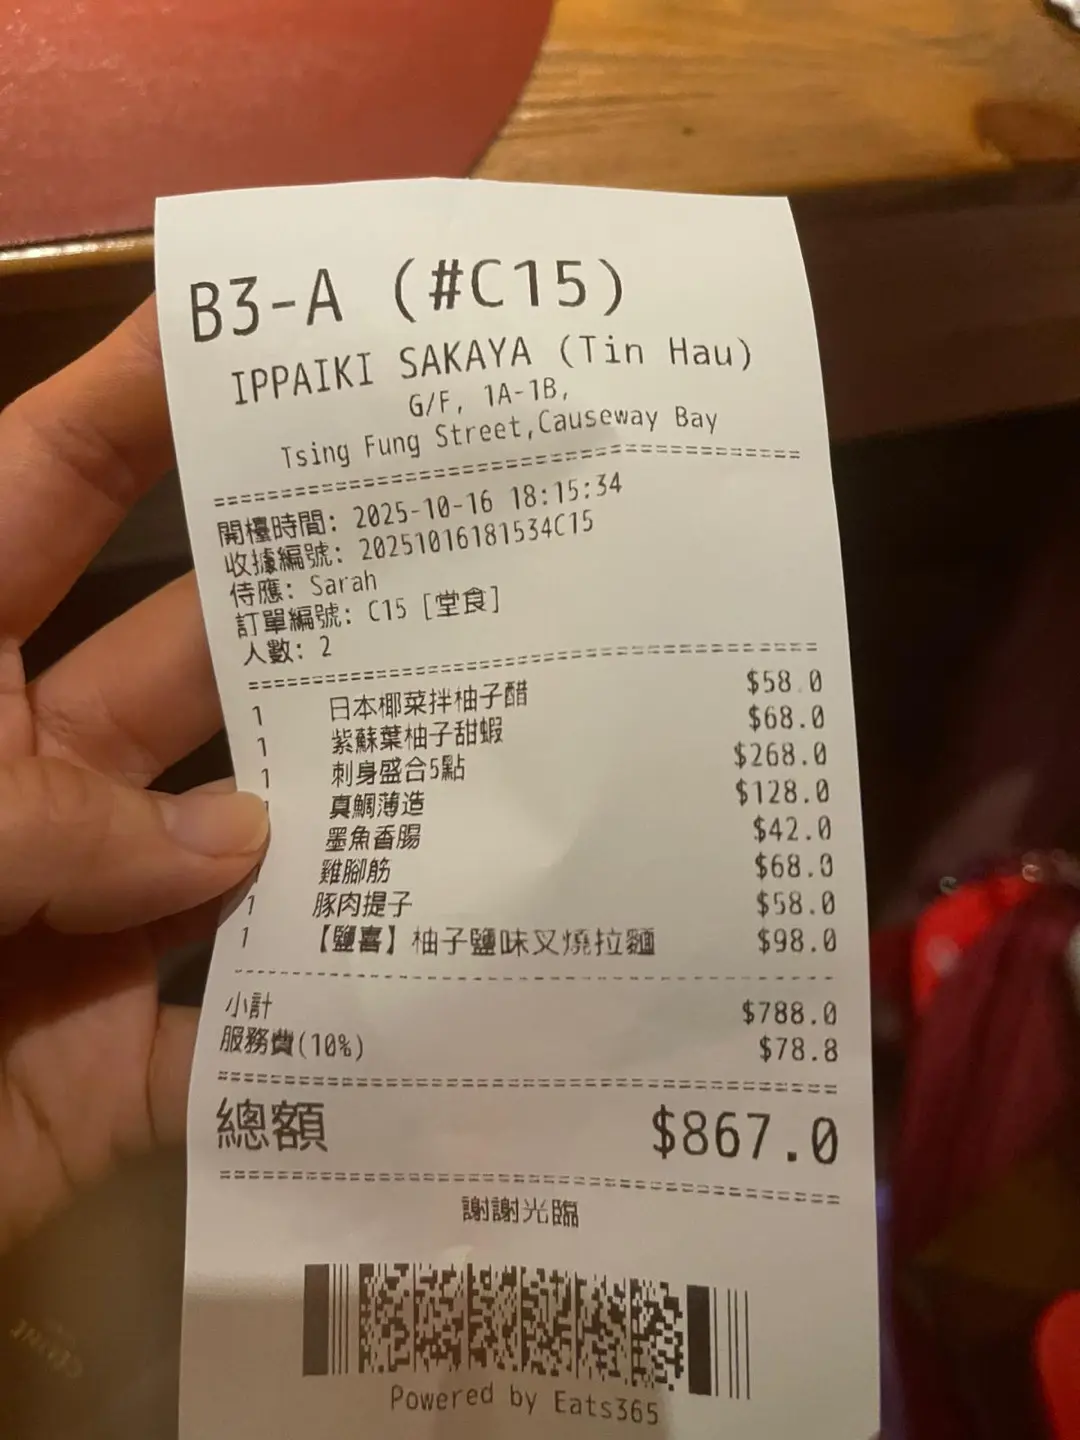 B3-A (#C15)
IPPAIKI SAKAYA (Tin Hau)
G/F, 1A-1B,
Tsing Fung Street,Causeway Bay
開檯時間: 2025-10-16 18:15:34
收據編號: 20251016181534C15
侍應: Sarah
訂單編號: C15 [堂食]
人數: 2
1 日本椰菜拌柚子醋 $58.0
1 紫蘇葉柚子甜蝦 $68.0
1 刺身盛合5點 $268.0
真鯛薄造 $128.0
墨魚香腸 $42.0
雞腳筋 $68.0
1 豚肉提子 $58.0
1 【鹽喜】柚子鹽味叉燒拉麵 $98.0
小計 $788.0
服務費(10%) $78.8
總額 $867.0
謝謝光臨
Powered by Eats365